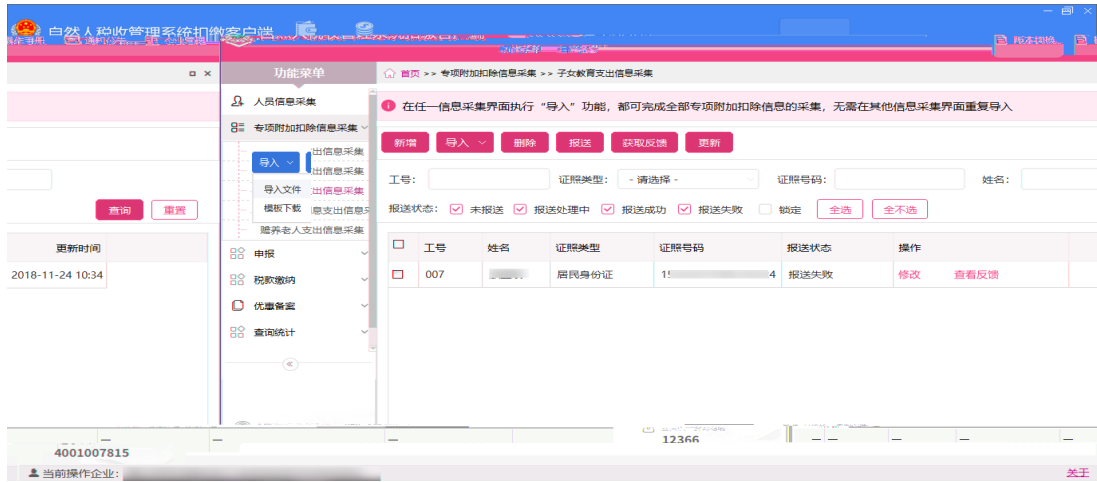 自然人税收管理系统扣缴客户端
功能菜单
首页 >> 专项附加扣除信息采集 >> 子女教育支出信息采集
人员信息采集
在任一信息采集界面执行“导入”功能，都可完成全部专项附加扣除信息的采集，无需在其他信息采集界面重复导入
专项附加扣除信息采集
新增 导入 删除 报送 获取反馈 更新
出信息采集
导入
出信息采集
工号： 证照类型： - 请选择 - 证照号码： 姓名：
导入文件 出信息采集
查询 重置
模板下载 息支出信息采
报送状态： 未报送 报送处理中 报送成功 报送失败 锁定 全选 全不选
赡养老人支出信息采集
更新时间
工号 姓名 证照类型 证照号码 报送状态 操作
申报
2018-11-24 10:34
007 居民身份证 15 4 报送失败 修改 查看反馈
税款缴纳
优惠备案
查询统计
12366
4001007815
当前操作企业：
关于